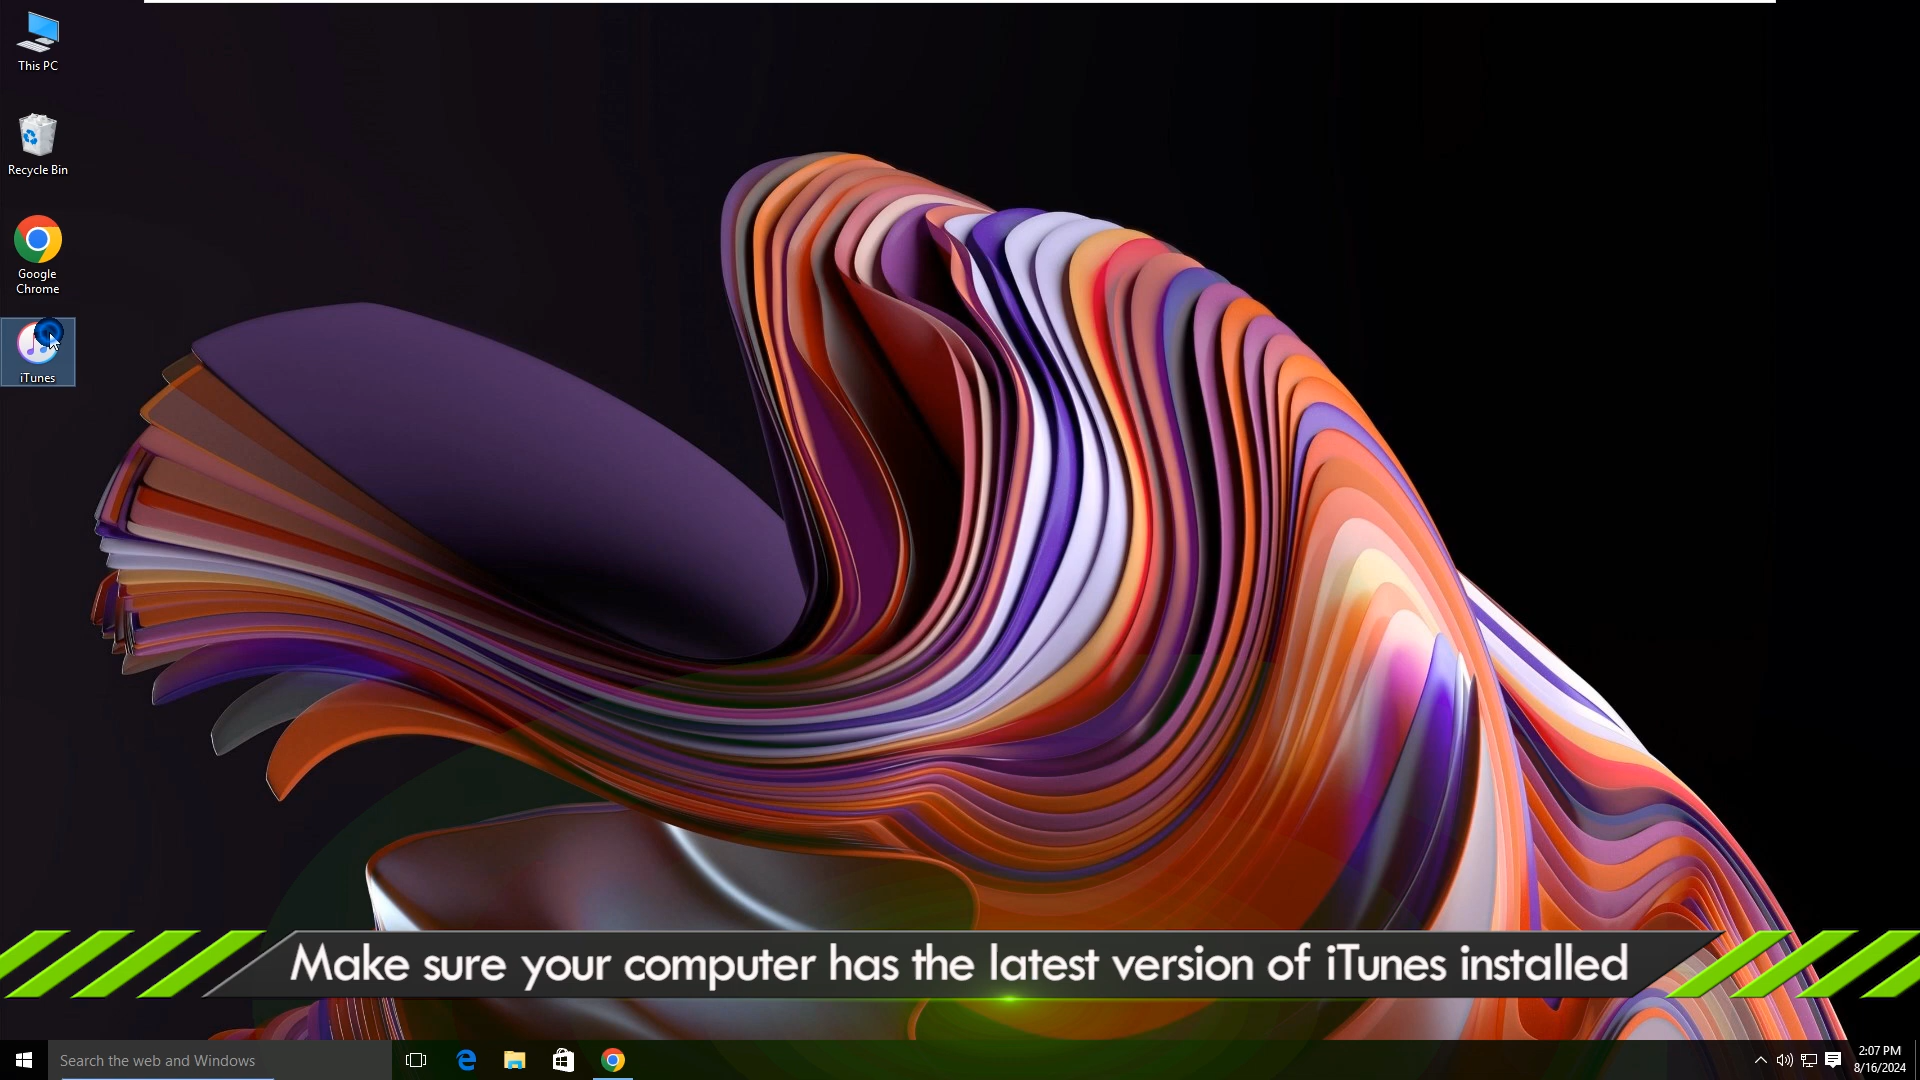 This PC
Recycle Bin
Google
Chrome
iTunes
Make sure your computer has the latest version of iTunes installed
Search the web and Windows
2:07 PM
8/16/2024